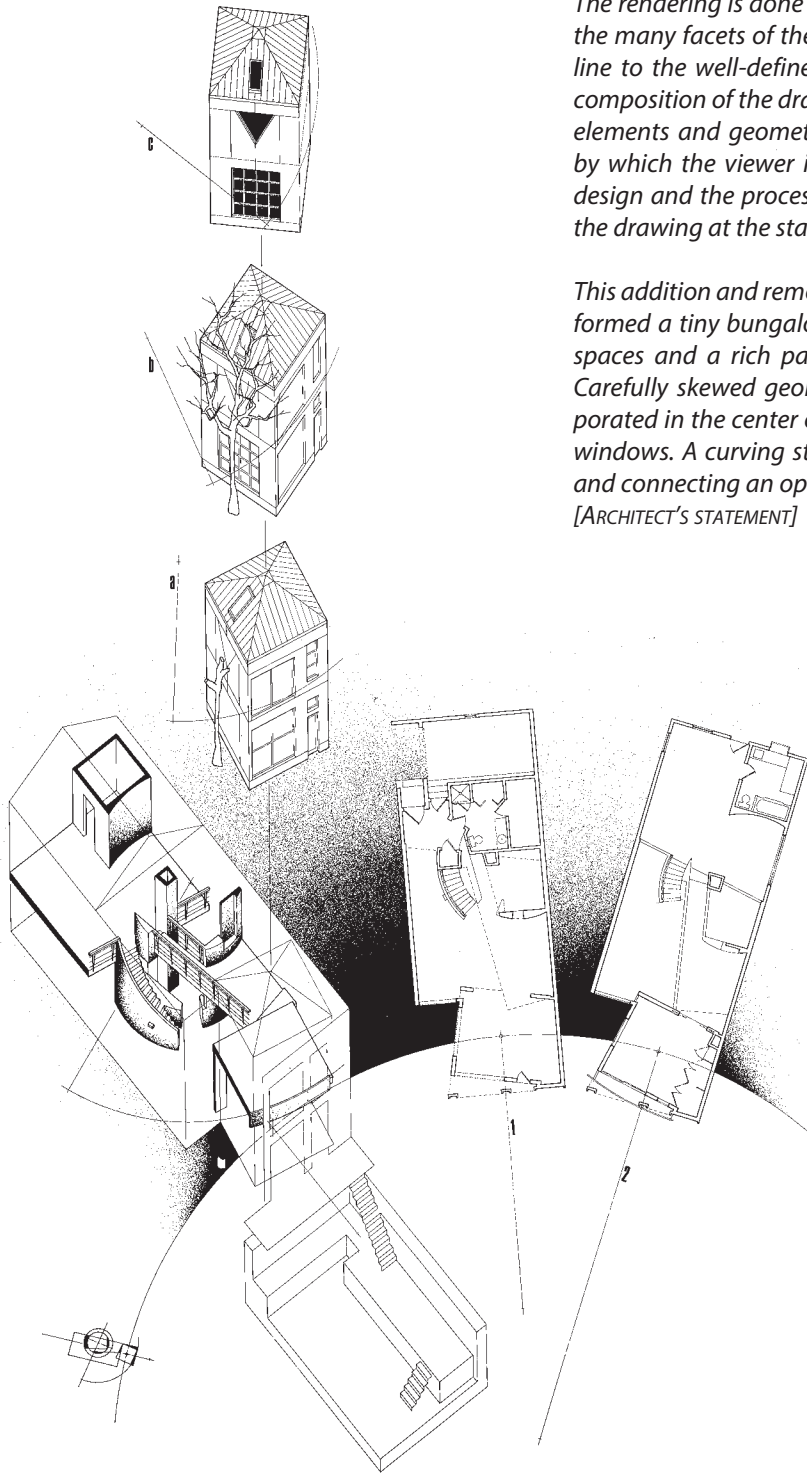 The rendering is done
the many facets of the
line to the well-define
composition of the dra
elements and geomet
by which the viewer i
design and the proces
the drawing at the sta
This addition and remo
formed a tiny bungalo
spaces and a rich pa
Carefully skewed geo
porated in the center o
windows. A curving st
and connecting an op
[ARCHITECT'S STATEMENT]
c
b
a
1
2